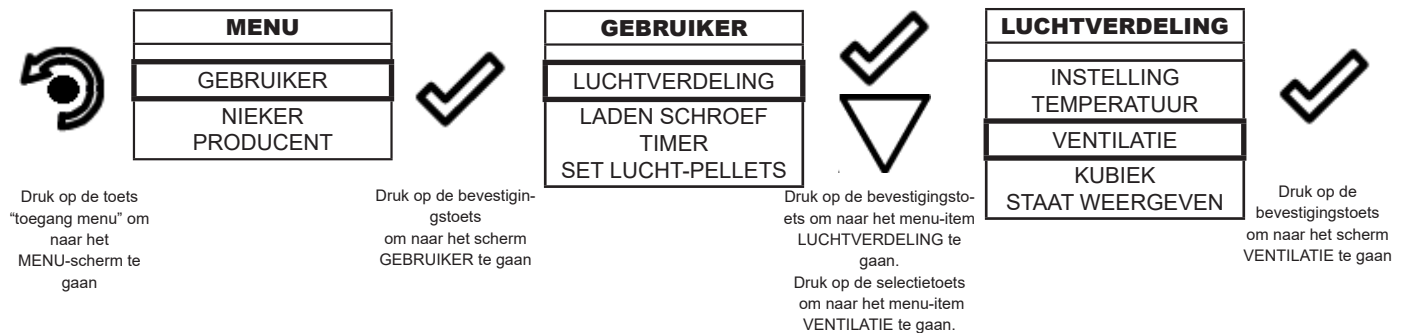 MENU
GEBRUIKER
NIEKER
PRODUCENT
Druk op de toets
“toegang menu” om
naar het
MENU-scherm te
gaan
Druk op de bevestigin-
gstoets
om naar het scherm
GEBRUIKER te gaan
GEBRUIKER
LUCHTVERDELING
LADEN SCHROEF
TIMER
SET LUCHT-PELLETS
Druk op de bevestigingsto-
ets om naar het menu-item
LUCHTVERDELING te
gaan.
Druk op de selectietoets
om naar het menu-item
VENTILATIE te gaan.
LUCHTVERDELING
INSTELLING
TEMPERATUUR
VENTILATIE
KUBIEK
STAAT WEERGEVEN
Druk op de
bevestigingstoets
om naar het scherm
VENTILATIE te gaan